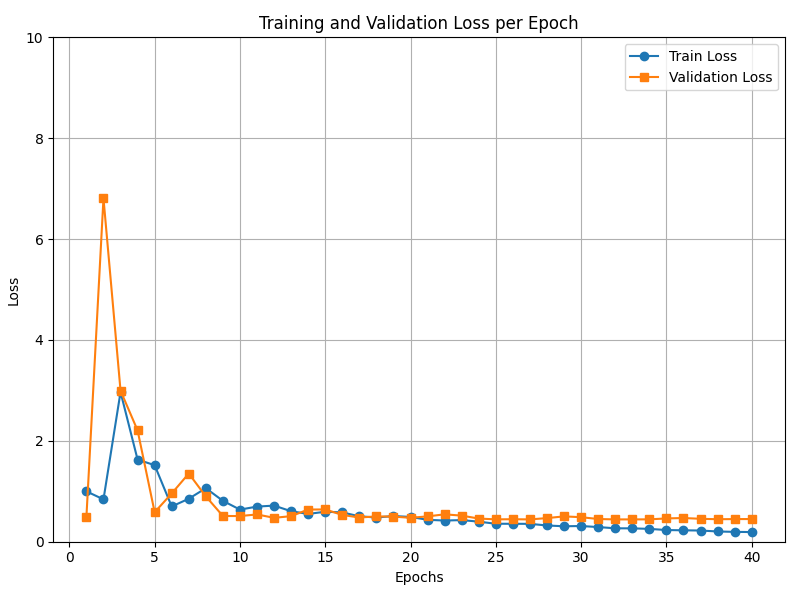 Training and Validation Loss per Epoch
Train Loss
Validation Loss
10
8
6
4
2
0
Loss
0 5 10 15 20 25 30 35 40
Epochs